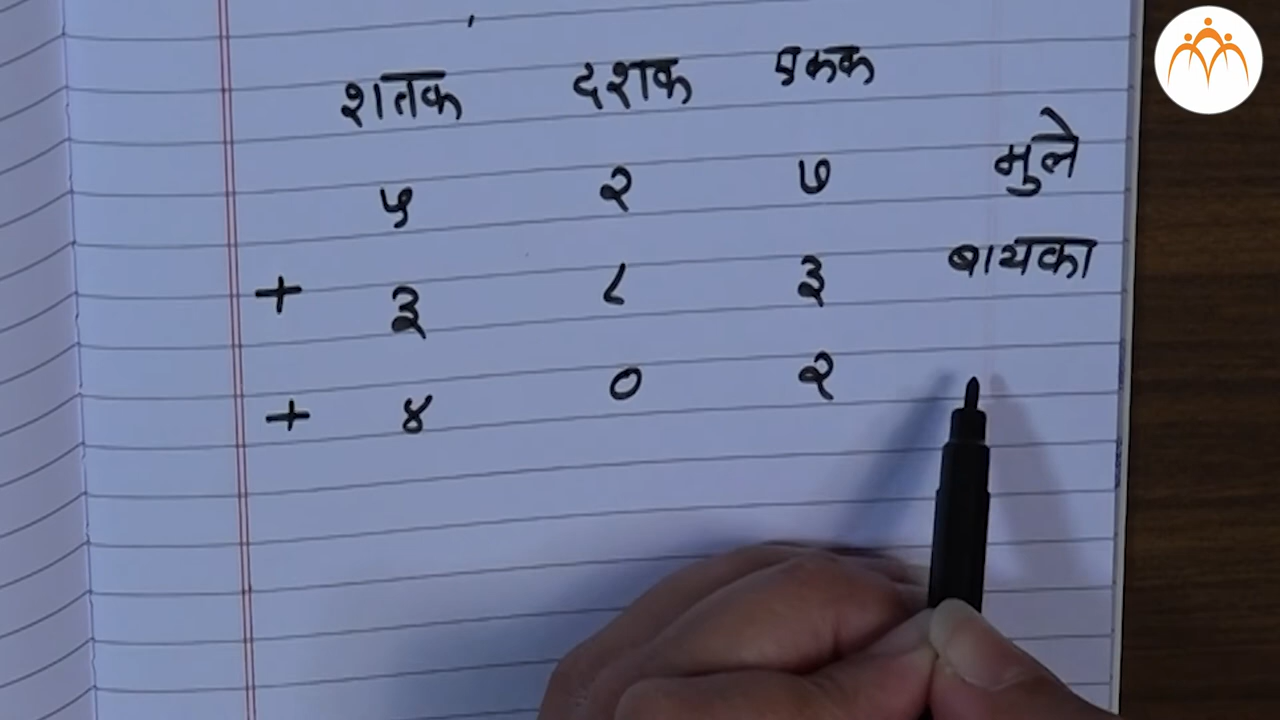 शतक दशक एकक
५ २ ७ मुले
+ ३ ८ ३ बायका
+ ४ ० २